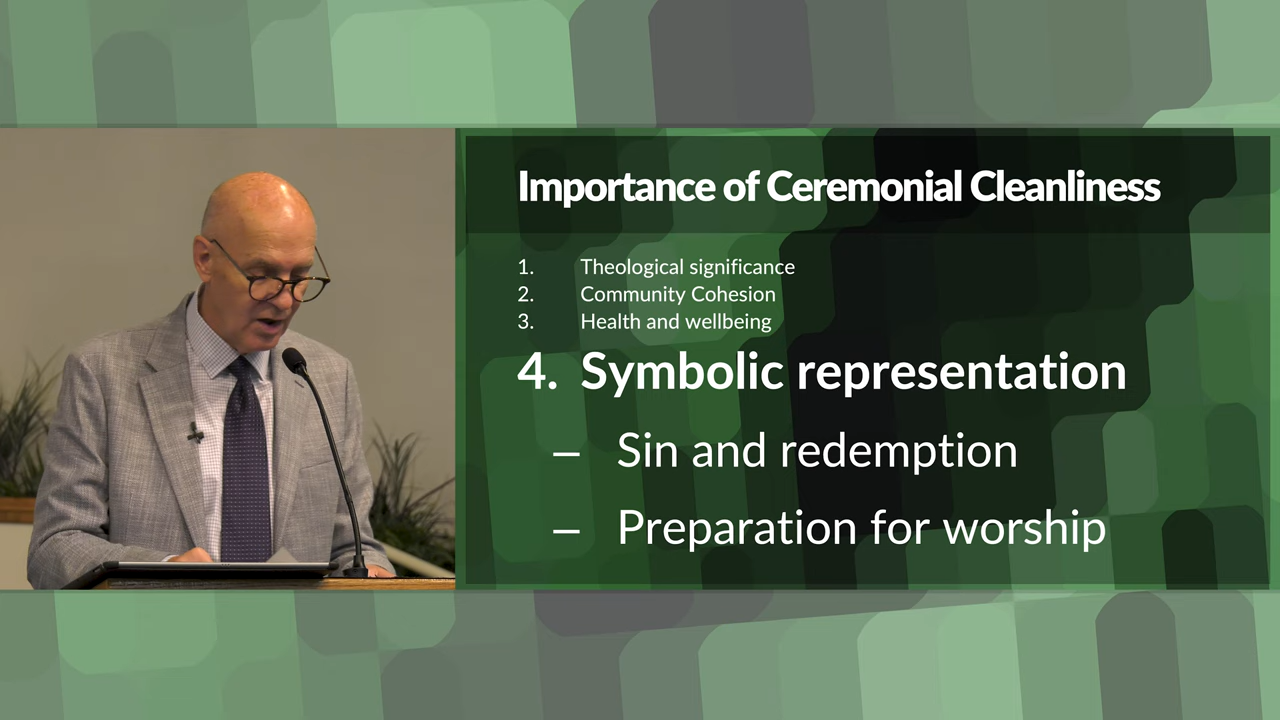 Importance of Ceremonial Cleanliness
1. Theological significance
2. Community Cohesion
3. Health and wellbeing
4. Symbolic representation
– Sin and redemption
– Preparation for worship